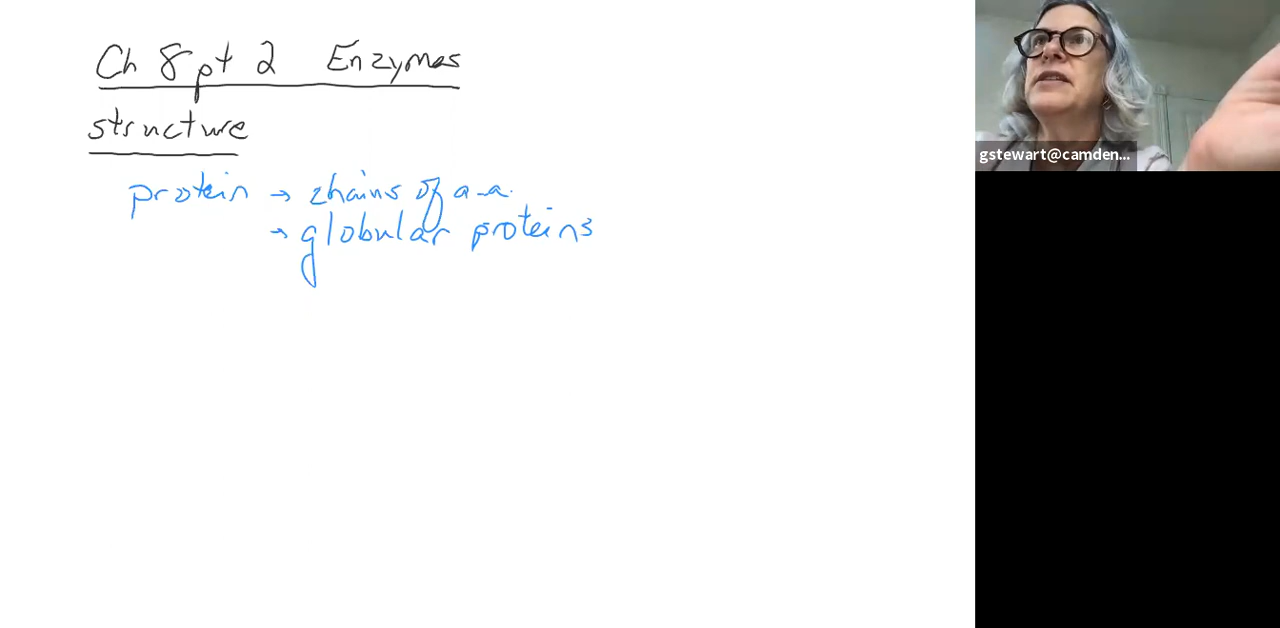 Ch 8 pt 2 Enzymes
structure
protein → chains of a-a.
→ globular proteins
gstewart@camden...